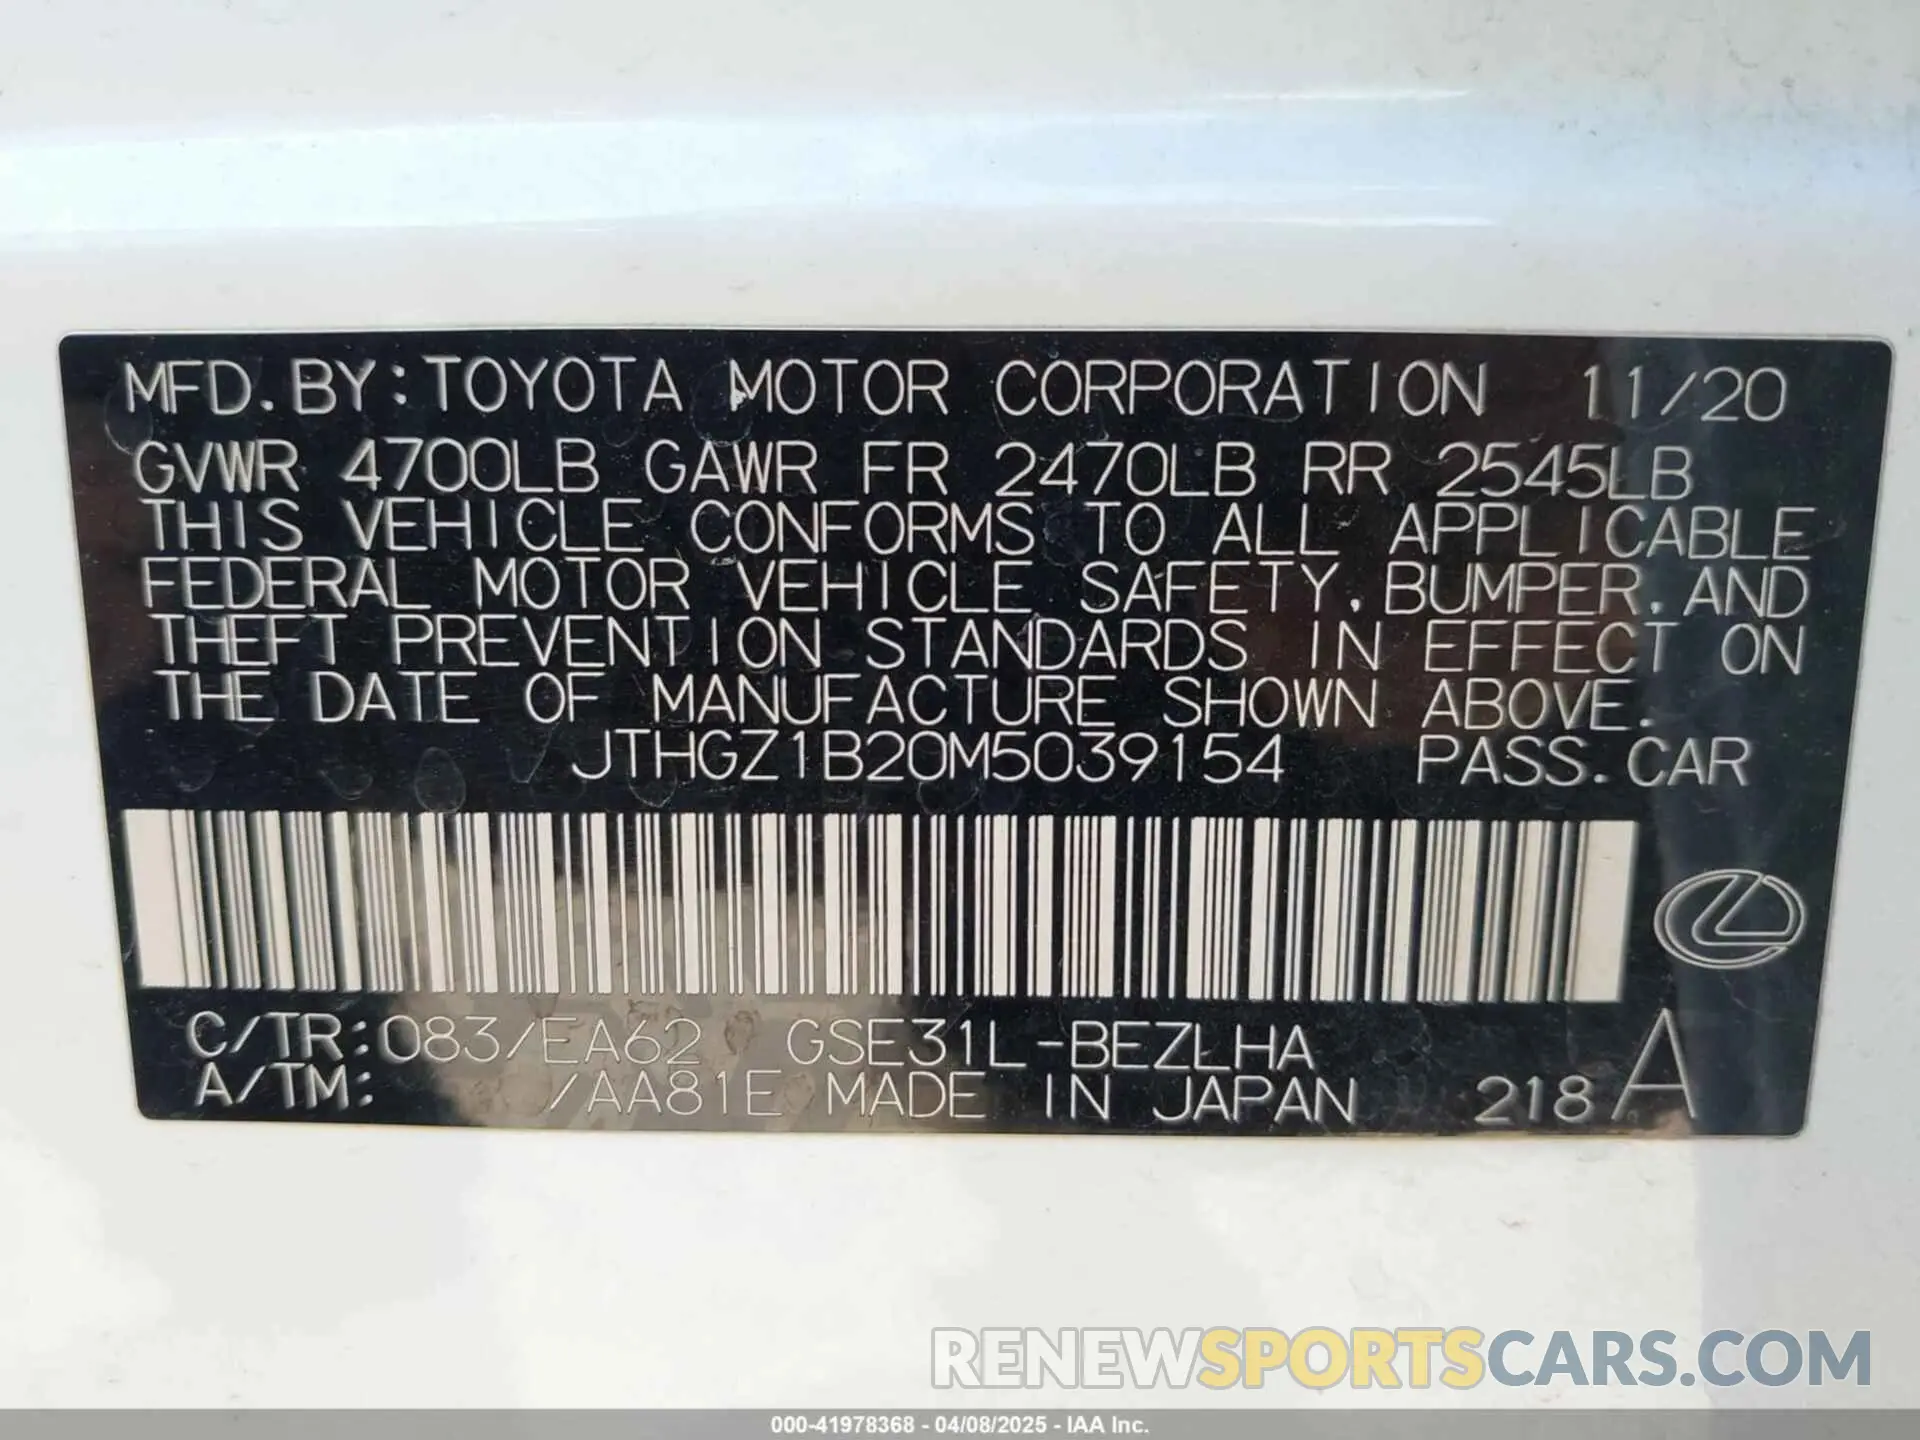 MFD. BY: TOYOTA MOTOR CORPORATION 11/20
GVWR 4700LB GAWR FR 2470LB RR 2545LB
THIS VEHICLE CONFORMS TO ALL APPLICABLE
FEDERAL MOTOR VEHICLE SAFETY, BUMPER, AND
THEFT PREVENTION STANDARDS IN EFFECT ON
THE DATE OF MANUFACTURE SHOWN ABOVE.
JTHGZ1B20M5039154 PASS. CAR
C/TR: 083/EA62 GSE31L-BEZLHA
A/TM: /AA81E MADE IN JAPAN 218 A
RENEWSPORTSCARS.COM
000-41978368 - 04/08/2025 - IAA Inc.